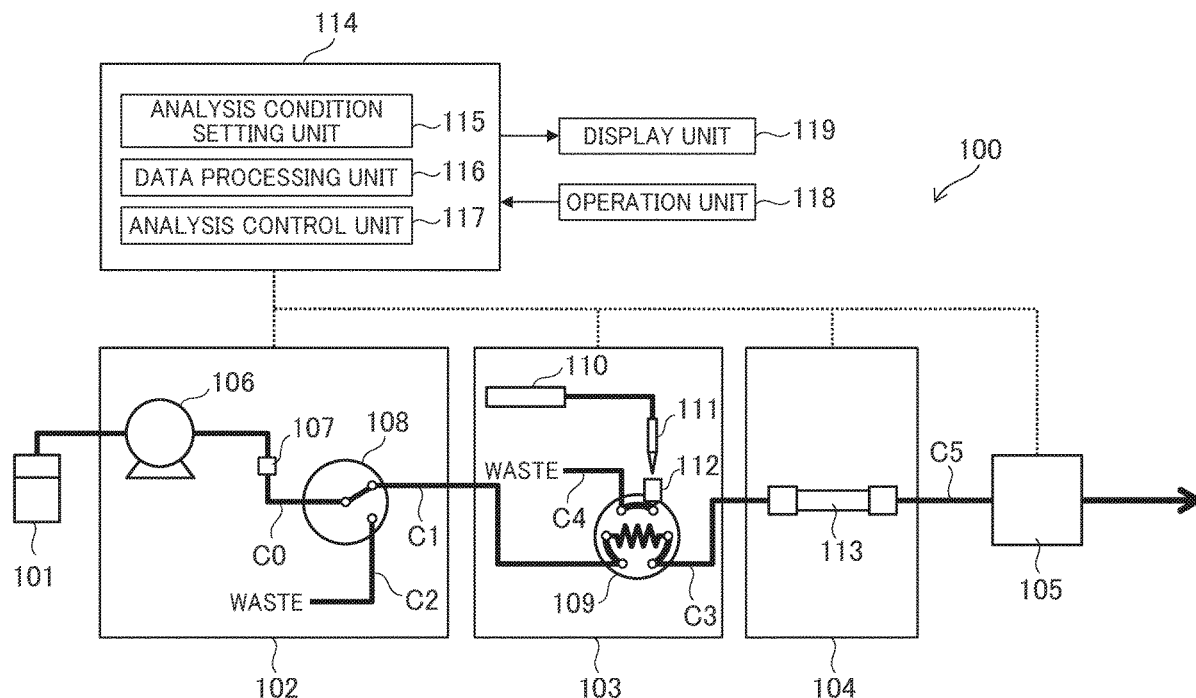 114
ANALYSIS CONDITION
SETTING UNIT
115
DATA PROCESSING UNIT
116
ANALYSIS CONTROL UNIT
117
DISPLAY UNIT
119
OPERATION UNIT
118
100
106
107
108
C0
C1
C2
WASTE
101
102
110
111
112
WASTE
C4
109
C3
103
113
104
C5
105